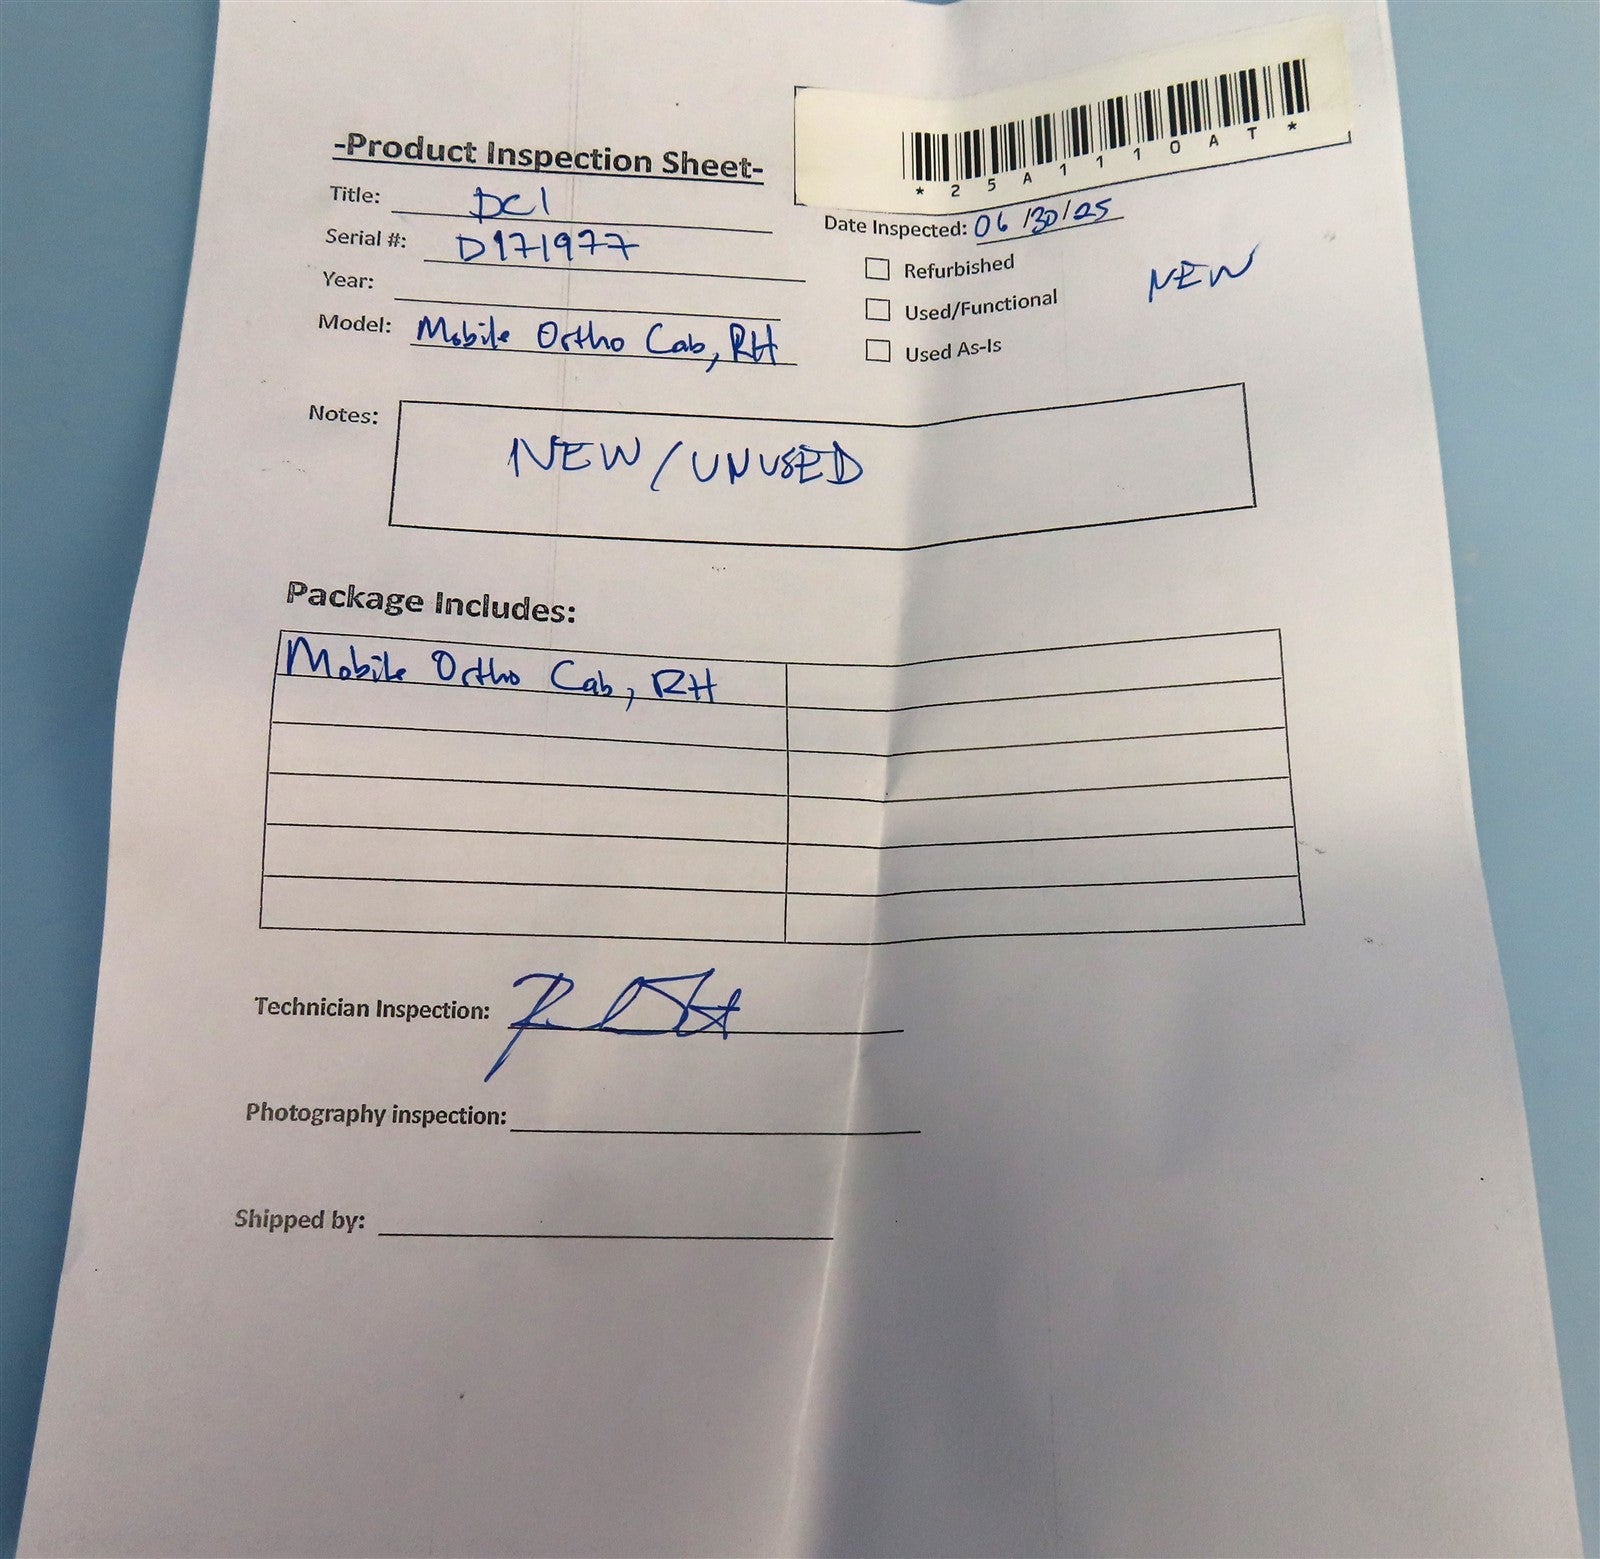 *25A1110AT*
-Product Inspection Sheet-
Title: DCI
Serial #: D171977
Year:
Model: Mobile Ortho Cab, RH
Date Inspected: 06/30/25
Refurbished
NEW
Used/Functional
Used As-Is
Notes: NEW/UNUSED
Package Includes:
Mobile Ortho Cab, RH
Technician Inspection:
Photography inspection:
Shipped by: